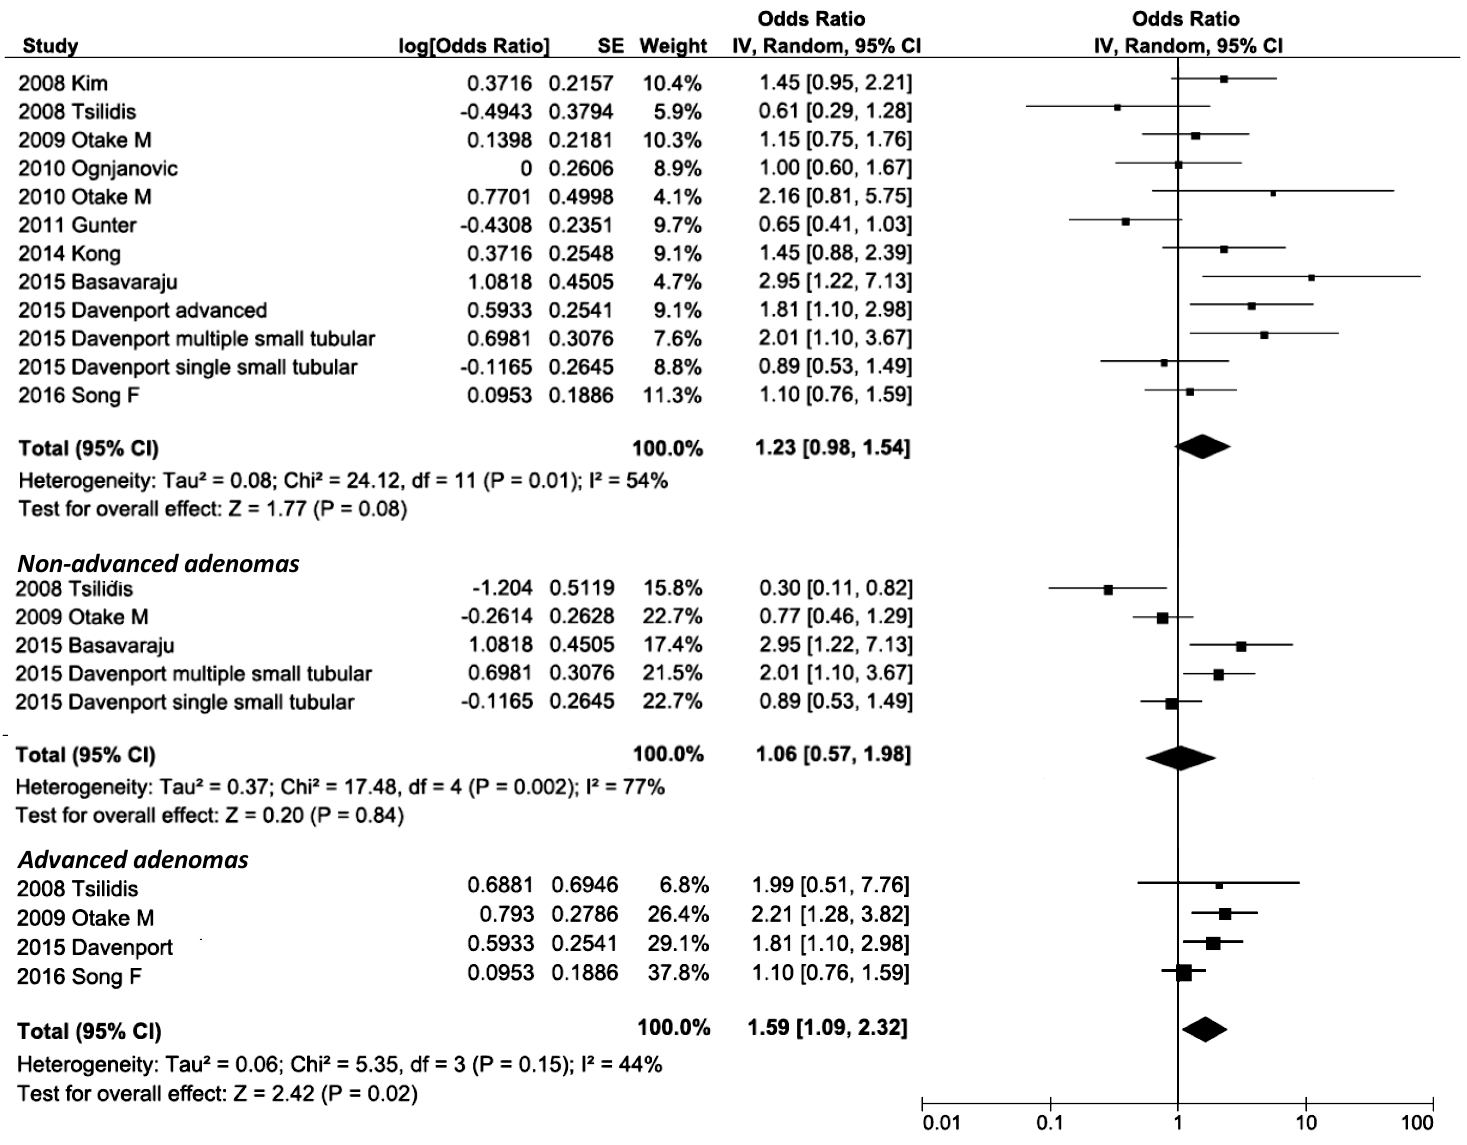 Odds Ratio Odds Ratio
Study log[Odds Ratio] SE Weight IV, Random, 95% CI IV, Random, 95% CI
2008 Kim 0.3716 0.2157 10.4% 1.45 [0.95, 2.21]
2008 Tsilidis -0.4943 0.3794 5.9% 0.61 [0.29, 1.28]
2009 Otake M 0.1398 0.2181 10.3% 1.15 [0.75, 1.76]
2010 Ognjanovic 0 0.2606 8.9% 1.00 [0.60, 1.67]
2010 Otake M 0.7701 0.4998 4.1% 2.16 [0.81, 5.75]
2011 Gunter -0.4308 0.2351 9.7% 0.65 [0.41, 1.03]
2014 Kong 0.3716 0.2548 9.1% 1.45 [0.88, 2.39]
2015 Basavaraju 1.0818 0.4505 4.7% 2.95 [1.22, 7.13]
2015 Davenport advanced 0.5933 0.2541 9.1% 1.81 [1.10, 2.98]
2015 Davenport multiple small tubular 0.6981 0.3076 7.6% 2.01 [1.10, 3.67]
2015 Davenport single small tubular -0.1165 0.2645 8.8% 0.89 [0.53, 1.49]
2016 Song F 0.0953 0.1886 11.3% 1.10 [0.76, 1.59]
Total (95% CI) 100.0% 1.23 [0.98, 1.54]
Heterogeneity: Tau² = 0.08; Chi² = 24.12, df = 11 (P = 0.01); I² = 54%
Test for overall effect: Z = 1.77 (P = 0.08)
Non-advanced adenomas
2008 Tsilidis -1.204 0.5119 15.8% 0.30 [0.11, 0.82]
2009 Otake M -0.2614 0.2628 22.7% 0.77 [0.46, 1.29]
2015 Basavaraju 1.0818 0.4505 17.4% 2.95 [1.22, 7.13]
2015 Davenport multiple small tubular 0.6981 0.3076 21.5% 2.01 [1.10, 3.67]
2015 Davenport single small tubular -0.1165 0.2645 22.7% 0.89 [0.53, 1.49]
Total (95% CI) 100.0% 1.06 [0.57, 1.98]
Heterogeneity: Tau² = 0.37; Chi² = 17.48, df = 4 (P = 0.002); I² = 77%
Test for overall effect: Z = 0.20 (P = 0.84)
Advanced adenomas
2008 Tsilidis 0.6881 0.6946 6.8% 1.99 [0.51, 7.76]
2009 Otake M 0.793 0.2786 26.4% 2.21 [1.28, 3.82]
2015 Davenport 0.5933 0.2541 29.1% 1.81 [1.10, 2.98]
2016 Song F 0.0953 0.1886 37.8% 1.10 [0.76, 1.59]
Total (95% CI) 100.0% 1.59 [1.09, 2.32]
Heterogeneity: Tau² = 0.06; Chi² = 5.35, df = 3 (P = 0.15); I² = 44%
Test for overall effect: Z = 2.42 (P = 0.02)
0.01 0.1 1 10 100